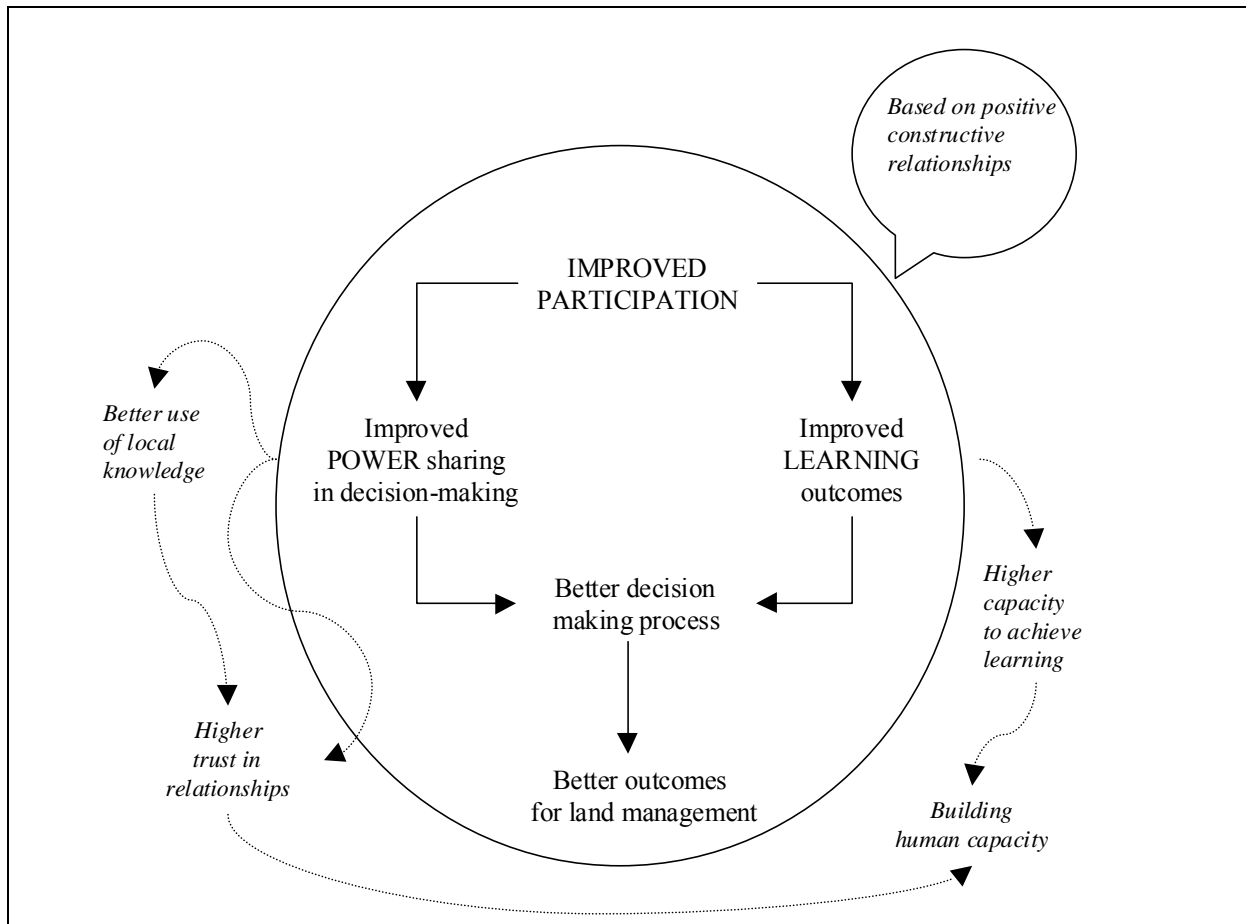 Based on positive
constructive
relationships
IMPROVED
PARTICIPATION
Better use
of local
knowledge
Improved
POWER sharing
in decision-making
Improved
LEARNING
outcomes
Better decision
making process
Higher
capacity
to achieve
learning
Higher
trust in
relationships
Better outcomes
for land management
Building
human capacity